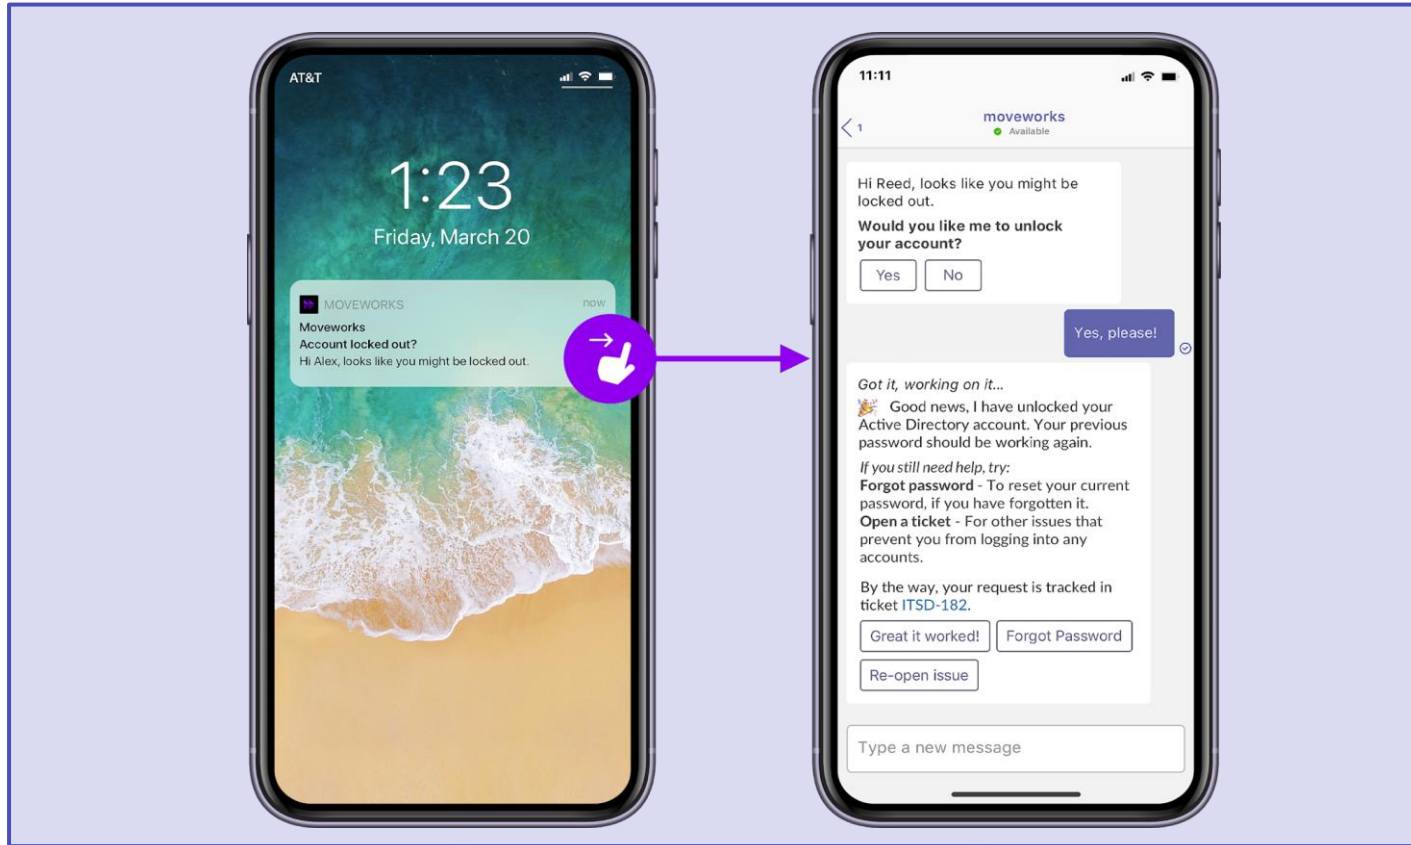 AT&T
1:23
Friday, March 20
MOVEWORKS now
Moveworks
Account locked out?
Hi Alex, looks like you might be locked out.
11:11
1
moveworks
Available
Hi Reed, looks like you might be
locked out.
Would you like me to unlock
your account?
Yes No
Yes, please!
Got it, working on it...
Good news, I have unlocked your
Active Directory account. Your previous
password should be working again.
If you still need help, try:
Forgot password - To reset your current
password, if you have forgotten it.
Open a ticket - For other issues that
prevent you from logging into any
accounts.
By the way, your request is tracked in
ticket ITSD-182.
Great it worked! Forgot Password
Re-open issue
Type a new message